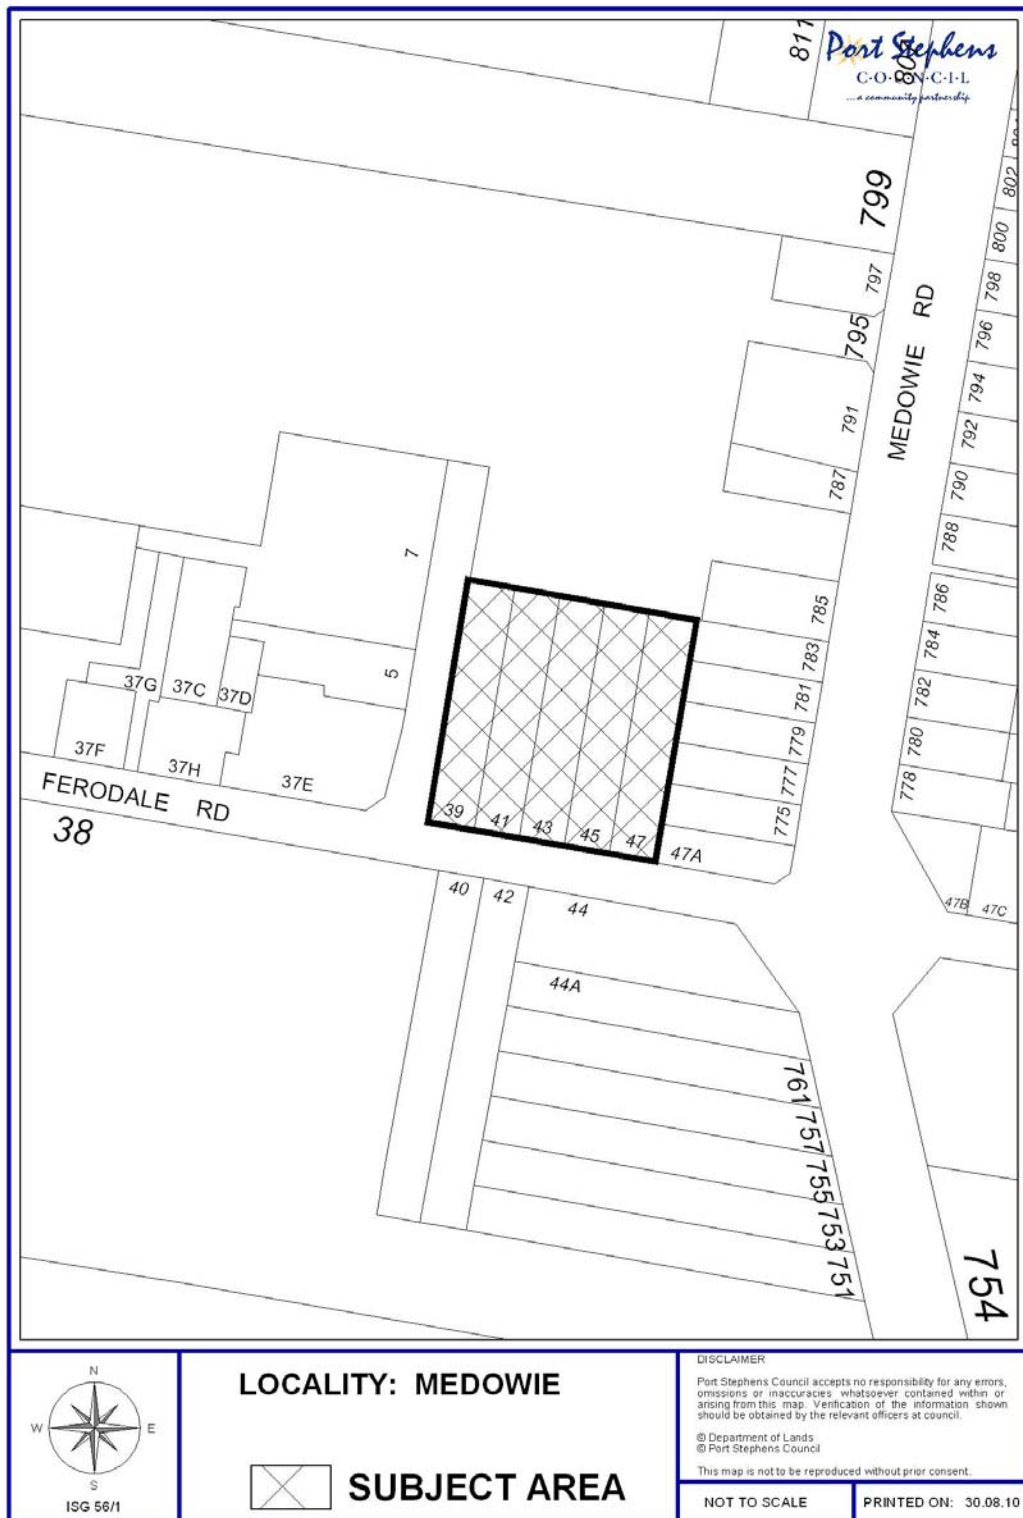 811
Port Stephens
C·O·U·N·C·I·L
...a community partnership
802
799
800
797
798
MEDOWIE RD
795
796
794
791
792
787
790
788
7
785
786
783
784
5
781
782
37G
37C
37D
779
780
37F
37H
37E
777
778
FERODALE RD
38
39
41
43
45
47
775
47A
40
42
44
47B
47C
44A
761
757
755
753
751
754
N
W
E
S
ISG 56/1
LOCALITY: MEDOWIE
SUBJECT AREA
DISCLAIMER
Port Stephens Council accepts no responsibility for any errors,
omissions or inaccuracies whatsoever contained within or
arising from this map. Verification of the information shown
should be obtained by the relevant officers at council.
© Department of Lands
© Port Stephens Council
This map is not to be reproduced without prior consent.
NOT TO SCALE
PRINTED ON: 30.08.10